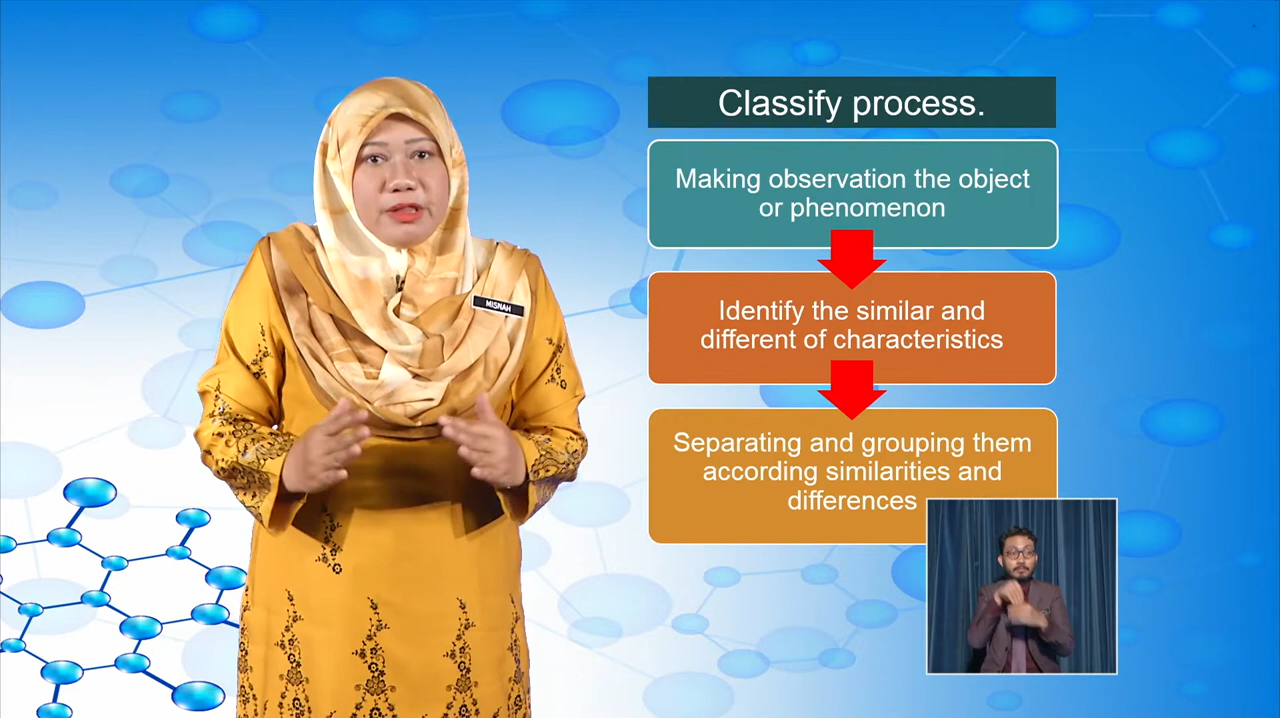 Classify process.
Making observation the object
or phenomenon
MISNAH
Identify the similar and
different of characteristics
Separating and grouping them
according similarities and
differences